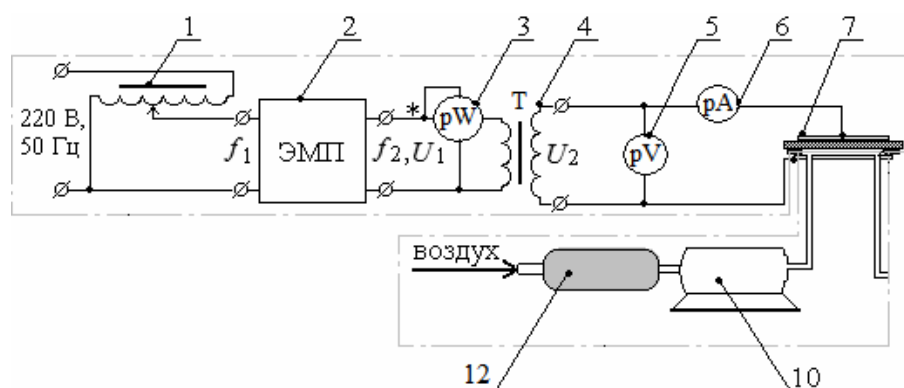 1 2 3 4 5 6 7
220 В,
50 Гц
f₁
ЭМП
f₂, U₁
*
pW
T
U₂
pV
pA
воздух
12
10